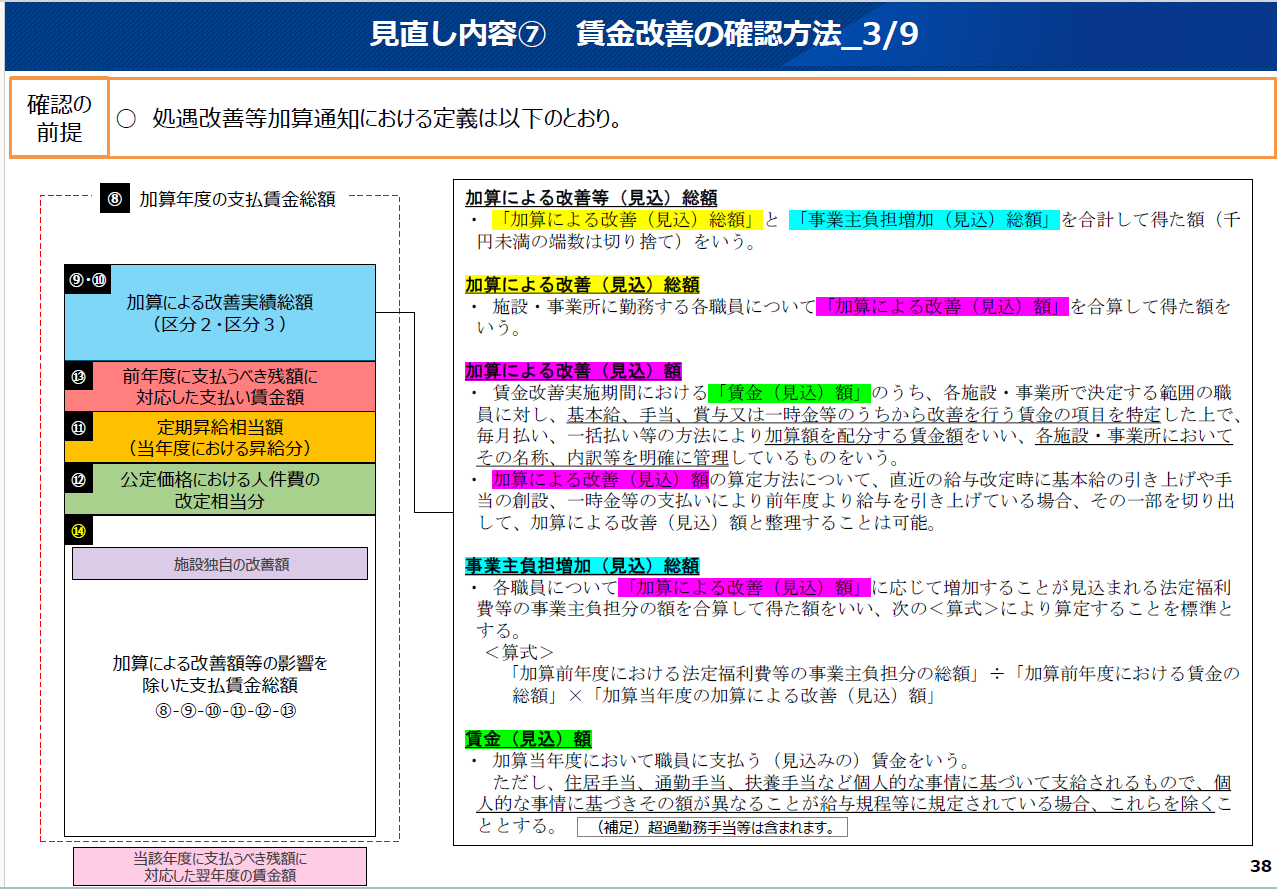 見直し内容⑦　賃金改善の確認方法_3/9
確認の
前提
○　処遇改善等加算通知における定義は以下のとおり。
⑧ 加算年度の支払賃金総額
⑨・⑩
加算による改善実績総額
（区分２・区分３）
⑬
前年度に支払うべき残額に
対応した支払い賃金額
⑪
定期昇給相当額
（当年度における昇給分）
⑫
公定価格における人件費の
改定相当分
⑭
施設独自の改善額
加算による改善額等の影響を
除いた支払賃金総額
⑧-⑨-⑩-⑪-⑫-⑬
当該年度に支払うべき残額に
対応した翌年度の賃金額
加算による改善等（見込）総額
・ 「加算による改善（見込）総額」と「事業主負担増加（見込）総額」を合計して得た額（千
円未満の端数は切り捨て）をいう。
加算による改善（見込）総額
・ 施設・事業所に勤務する各職員について「加算による改善（見込）額」を合算して得た額を
いう。
加算による改善（見込）額
・ 賃金改善実施期間における「賃金（見込）額」のうち、各施設・事業所で決定する範囲の職
員に対し、基本給、手当、賞与又は一時金等のうちから改善を行う賃金の項目を特定した上で、
毎月払い、一括払い等の方法により加算額を配分する賃金額をいい、各施設・事業所において
その名称、内訳等を明確に管理しているものをいう。
・ 加算による改善（見込）額の算定方法について、直近の給与改定時に基本給の引き上げや手
当の創設、一時金等の支払いにより前年度より給与を引き上げている場合、その一部を切り出
して、加算による改善（見込）額と整理することは可能。
事業主負担増加（見込）総額
・ 各職員について「加算による改善（見込）額」に応じて増加することが見込まれる法定福利
費等の事業主負担分の額を合算して得た額をいい、次の＜算式＞により算定することを標準と
する。
＜算式＞
「加算前年度における法定福利費等の事業主負担分の総額」÷「加算前年度における賃金の
総額」×「加算当年度の加算による改善（見込）額」
賃金（見込）額
・ 加算当年度において職員に支払う（見込みの）賃金をいう。
ただし、住居手当、通勤手当、扶養手当など個人的な事情に基づいて支給されるもので、個
人的な事情に基づきその額が異なることが給与規程等に規定されている場合、これらを除くこ
ととする。 （補足）超過勤務手当等は含まれます。
38